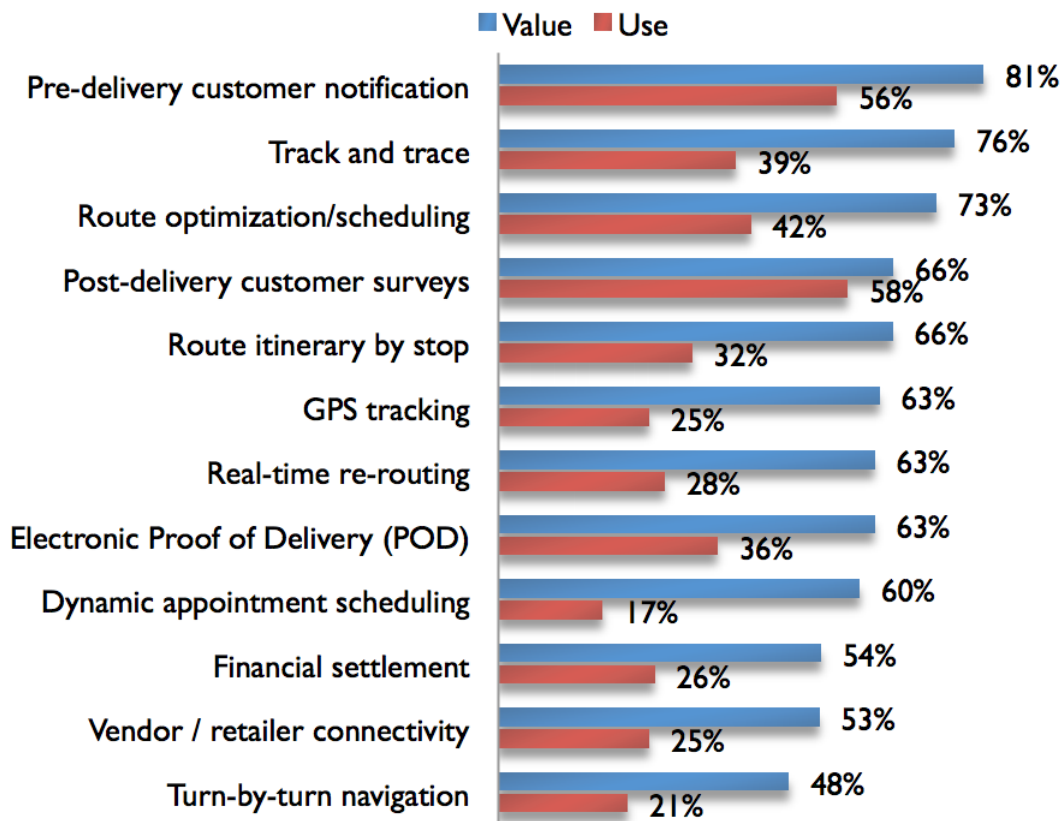 Value Use
Pre-delivery customer notification 81%
56%
Track and trace 76%
39%
Route optimization/scheduling 73%
42%
Post-delivery customer surveys 66%
58%
Route itinerary by stop 66%
32%
GPS tracking 63%
25%
Real-time re-routing 63%
28%
Electronic Proof of Delivery (POD) 63%
36%
Dynamic appointment scheduling 60%
17%
Financial settlement 54%
26%
Vendor / retailer connectivity 53%
25%
Turn-by-turn navigation 48%
21%